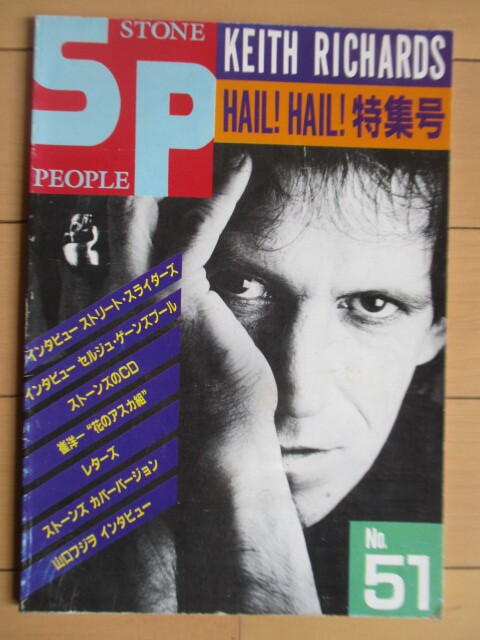 STONE
SP
PEOPLE
KEITH RICHARDS
HAIL! HAIL! 特集号
インタビュー ストリート・スライダーズ
インタビュー セルジュ・ゲーンズブール
ストーンズのCD
崔洋一 “花のアスカ組”
レターズ
ストーンズ カバーバージョン
山口フジヲ インタビュー
No.
51